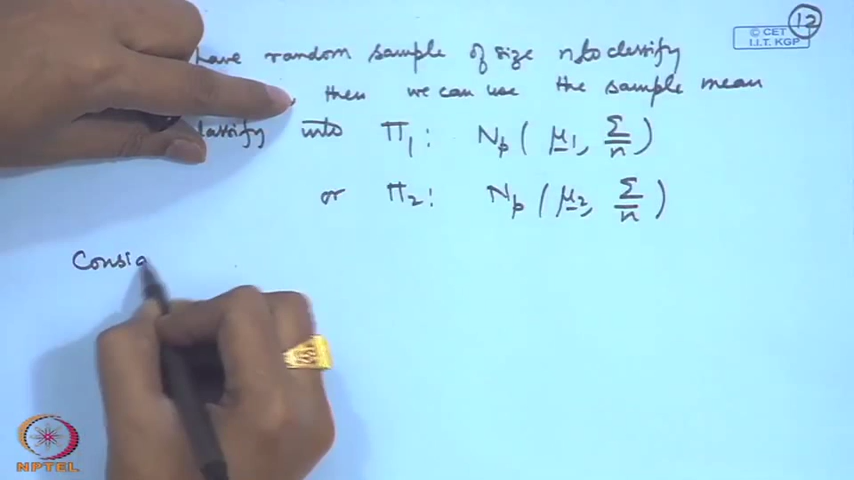 12
© CET
I.I.T. KGP
have random sample of size n to classify
then we can use the sample mean
classify into Π₁: Nₚ(μ₁, Σ/n)
or Π₂: Nₚ(μ₂, Σ/n)
Consid
NPTEL